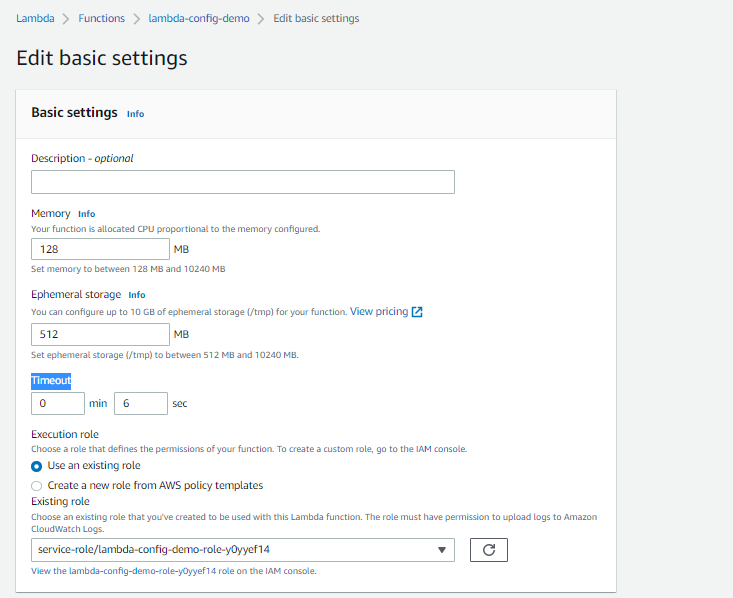 Lambda > Functions > lambda-config-demo > Edit basic settings
Edit basic settings
Basic settings Info
Description - optional
Memory Info
Your function is allocated CPU proportional to the memory configured.
128 MB
Set memory to between 128 MB and 10240 MB
Ephemeral storage Info
You can configure up to 10 GB of ephemeral storage (/tmp) for your function. View pricing
512 MB
Set ephemeral storage (/tmp) to between 512 MB and 10240 MB.
Timeout
0 min 6 sec
Execution role
Choose a role that defines the permissions of your function. To create a custom role, go to the IAM console.
Use an existing role
Create a new role from AWS policy templates
Existing role
Choose an existing role that you've created to be used with this Lambda function. The role must have permission to upload logs to Amazon
CloudWatch Logs.
service-role/lambda-config-demo-role-y0yyef14
View the lambda-config-demo-role-y0yyef14 role on the IAM console.